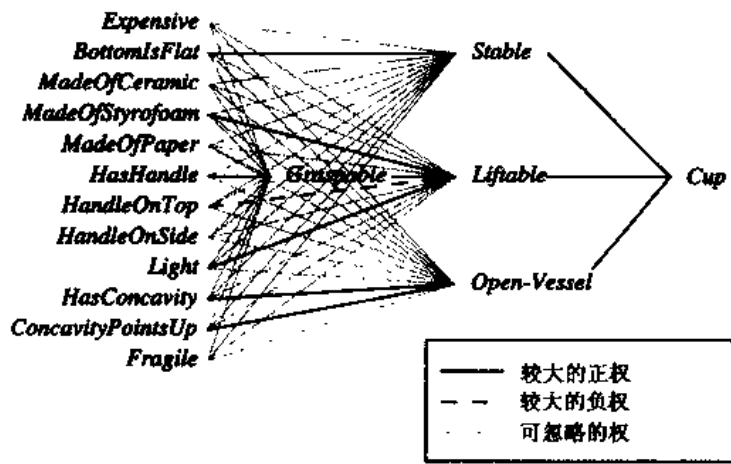 Expensive
BottomIsFlat
MadeOfCeramic
MadeOfStyrofoam
MadeOfPaper
HasHandle
HandleOnTop
HandleOnSide
Light
HasConcavity
ConcavityPointsUp
Fragile
Graspable
Stable
Liftable
Open-Vessel
Cup
较大的正权
较大的负权
可忽略的权